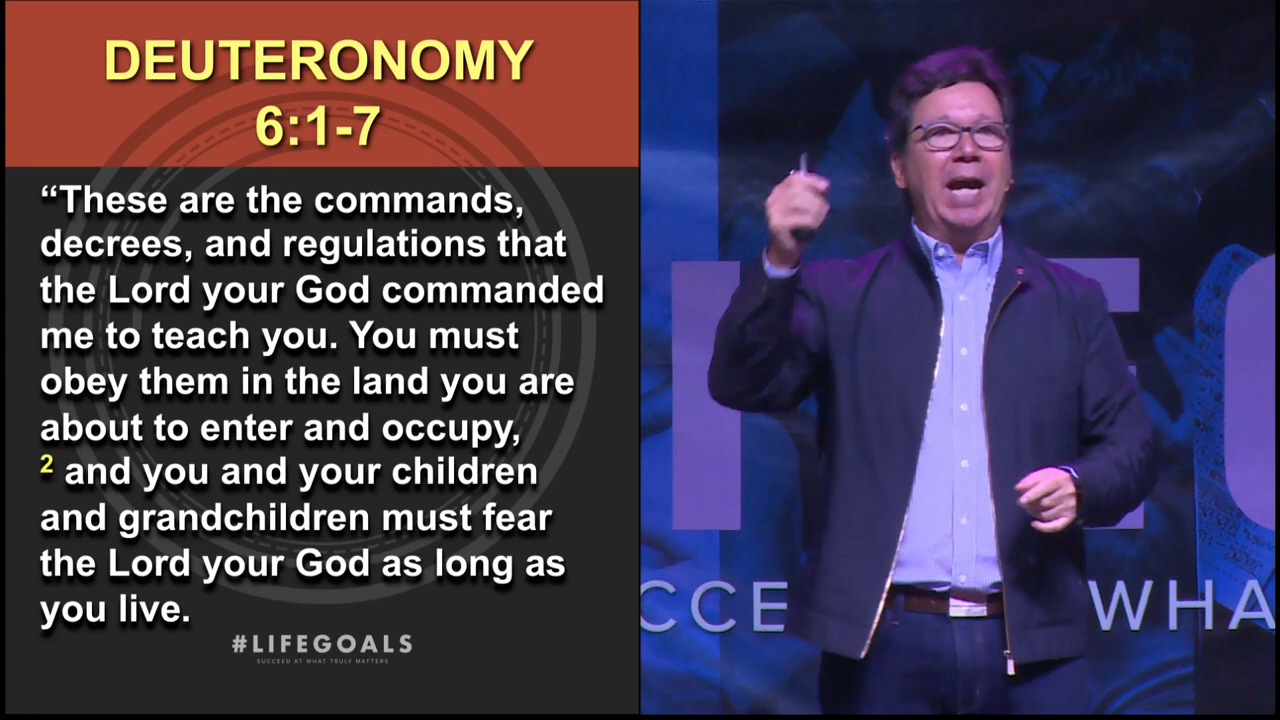 DEUTERONOMY
6:1-7
“These are the commands,
decrees, and regulations that
the Lord your God commanded
me to teach you. You must
obey them in the land you are
about to enter and occupy,
2 and you and your children
and grandchildren must fear
the Lord your God as long as
you live.
#LIFEGOALS
SUCCEED AT WHAT TRULY MATTERS
CCE
WHA